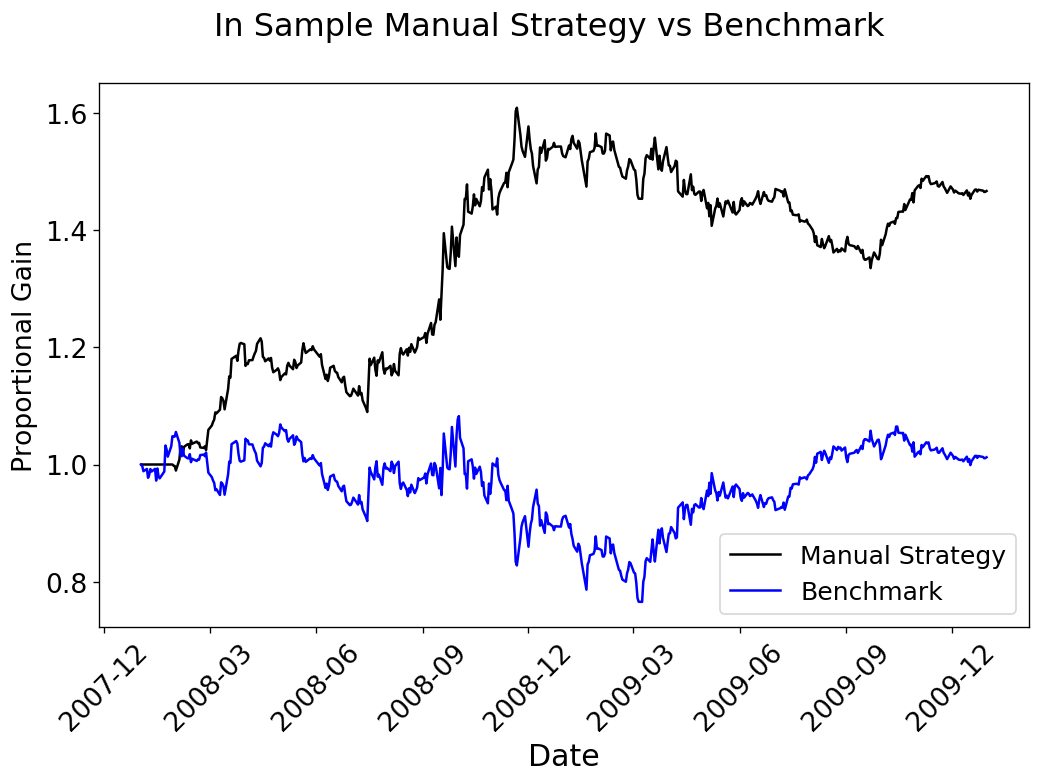 In Sample Manual Strategy vs Benchmark
Proportional Gain
1.6
1.4
1.2
1.0
0.8
Manual Strategy
Benchmark
2007-12
2008-03
2008-06
2008-09
2008-12
2009-03
2009-06
2009-09
2009-12
Date